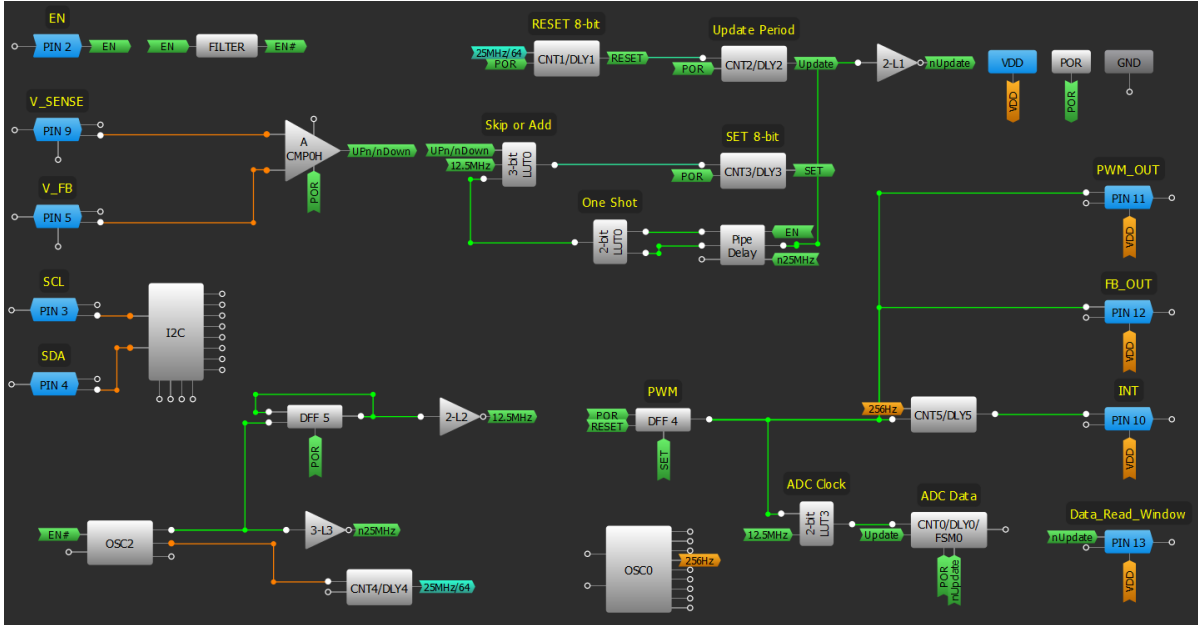 EN
PIN 2
EN
EN
FILTER
EN#
RESET 8-bit
25MHz/64
POR
CNT1/DLY1
RESET
Update Period
POR
CNT2/DLY2
Update
2-L1
nUpdate
VDD
VDD
POR
POR
GND
V_SENSE
PIN 9
V_FB
PIN 5
A
CMP0H
POR
UPn/nDown
Skip or Add
UPn/nDown
12.5MHz
3-bit
LUT0
SET 8-bit
POR
CNT3/DLY3
SET
One Shot
2-bit
LUT0
Pipe
Delay
EN
n25MHz
PWM_OUT
PIN 11
VDD
FB_OUT
PIN 12
VDD
SCL
PIN 3
SDA
PIN 4
I2C
DFF 5
POR
2-L2
12.5MHz
PWM
POR
RESET
DFF 4
SET
256Hz
CNT5/DLY5
INT
PIN 10
VDD
EN#
OSC2
3-L3
n25MHz
CNT4/DLY4
25MHz/64
OSC0
256Hz
ADC Clock
12.5MHz
2-bit
LUT3
ADC Data
Update
CNT0/DLY0/
FSM0
POR
nUpdate
Data_Read_Window
nUpdate
PIN 13
VDD